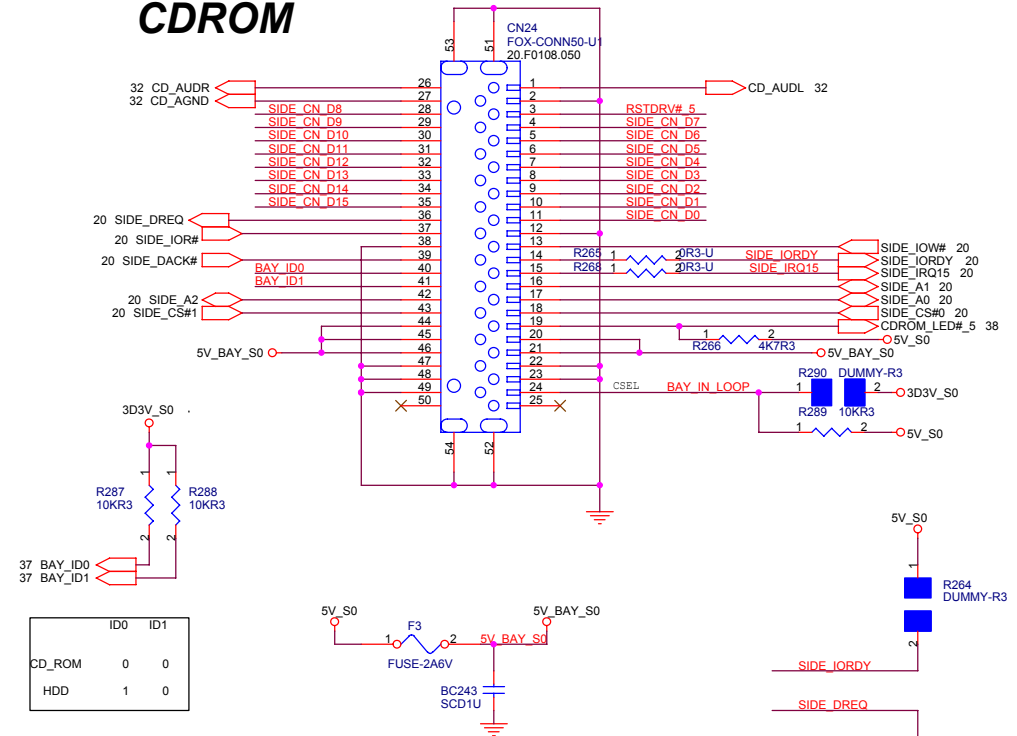 CDROM
CN24
FOX-CONN50-U1
20.F0108.050
53
51
32 CD_AUDR
26
1
CD_AUDL 32
32 CD_AGND
27
2
SIDE_CN_D8
28
3
RSTDRV#_5
SIDE_CN_D9
29
4
SIDE_CN_D7
SIDE_CN_D10
30
5
SIDE_CN_D6
SIDE_CN_D11
31
6
SIDE_CN_D5
SIDE_CN_D12
32
7
SIDE_CN_D4
SIDE_CN_D13
33
8
SIDE_CN_D3
SIDE_CN_D14
34
9
SIDE_CN_D2
SIDE_CN_D15
35
10
SIDE_CN_D1
20 SIDE_DREQ
36
11
SIDE_CN_D0
20 SIDE_IOR#
37
12
38
13
SIDE_IOW# 20
20 SIDE_DACK#
39
14
R265 1 2 0R3-U
SIDE_IORDY
SIDE_IORDY 20
BAY_ID0
40
15
R268 1 2 0R3-U
SIDE_IRQ15
SIDE_IRQ15 20
BAY_ID1
41
16
SIDE_A1 20
20 SIDE_A2
42
17
SIDE_A0 20
20 SIDE_CS#1
43
18
SIDE_CS#0 20
44
19
CDROM_LED#_5 38
45
20
1 2
R266 4K7R3
5V_S0
5V_BAY_S0
46
21
5V_BAY_S0
47
22
48
23
R290 DUMMY-R3
49
24
CSEL
BAY_IN_LOOP
1 2
3D3V_S0
50
25
R289 10KR3
1 2
5V_S0
54
52
3D3V_S0 .
1 1
R287
10KR3
R288
10KR3
2 2
37 BAY_ID0
37 BAY_ID1
5V_S0
1
R264
DUMMY-R3
2
SIDE_IORDY
SIDE_DREQ
ID0 ID1
CD_ROM 0 0
HDD 1 0
5V_S0
5V_BAY_S0
F3
1 2
5V_BAY_S0
FUSE-2A6V
BC243
SCD1U